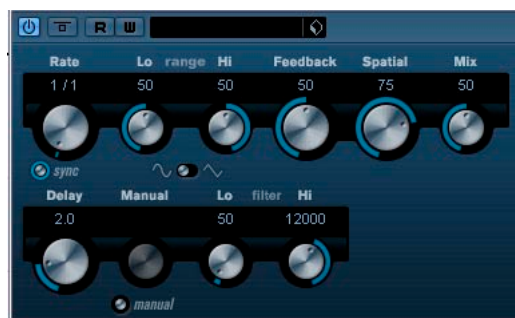 R W
Rate Lo range Hi Feedback Spatial Mix
1 / 1 50 50 50 75 50
sync
Delay Manual Lo filter Hi
2.0 50 12000
manual